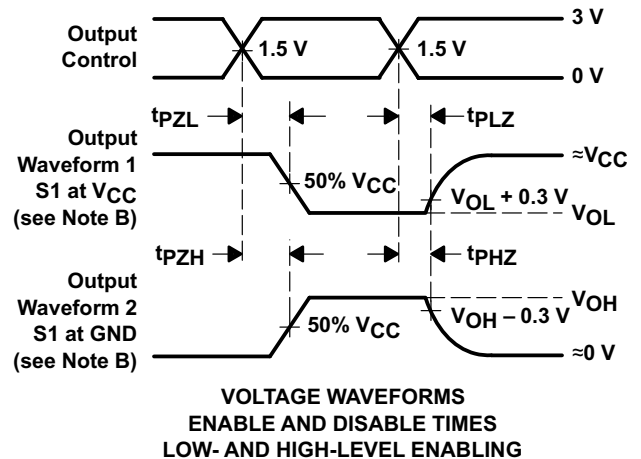 Output
Control
1.5 V
1.5 V
3 V
0 V
tPZL
tPLZ
Output
Waveform 1
S1 at VCC
(see Note B)
50% VCC
≈VCC
VOL + 0.3 V
VOL
tPZH
tPHZ
Output
Waveform 2
S1 at GND
(see Note B)
50% VCC
VOH
VOH – 0.3 V
≈0 V
VOLTAGE WAVEFORMS
ENABLE AND DISABLE TIMES
LOW- AND HIGH-LEVEL ENABLING